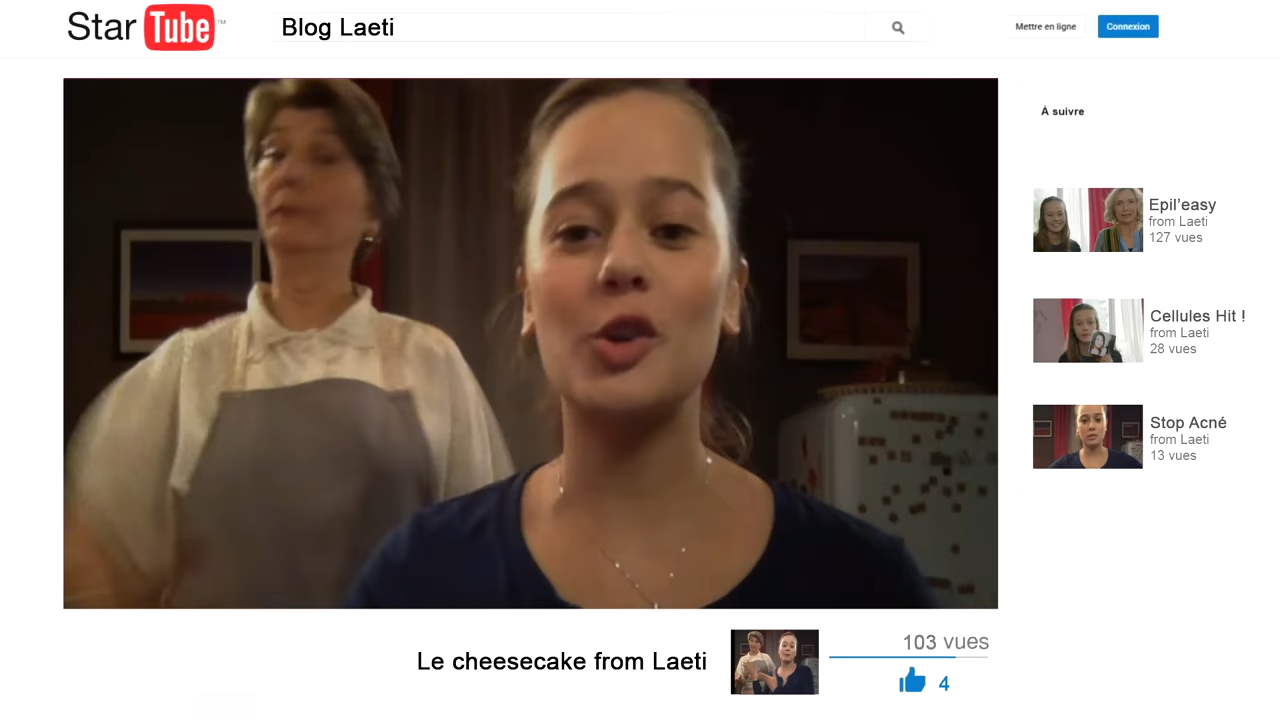 Star Tube™
Blog Laeti
Mettre en ligne
Connexion
À suivre
Epil'easy
from Laeti
127 vues
Cellules Hit !
from Laeti
28 vues
Stop Acné
from Laeti
13 vues
Le cheesecake from Laeti
103 vues
4